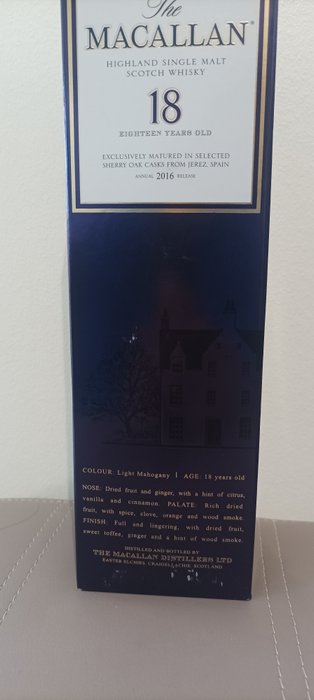 The
MACALLAN
HIGHLAND SINGLE MALT
SCOTCH WHISKY
18
EIGHTEEN YEARS OLD
EXCLUSIVELY MATURED IN SELECTED
SHERRY OAK CASKS FROM JEREZ, SPAIN
ANNUAL 2016 RELEASE
COLOUR: Light Mahogany | AGE: 18 years old
NOSE: Dried fruit and ginger, with a hint of citrus,
vanilla and cinnamon. PALATE: Rich dried
fruit, with spice, clove, orange and wood smoke.
FINISH: Full and lingering, with dried fruit,
sweet toffee, ginger and a hint of wood smoke.
DISTILLED AND BOTTLED BY
THE MACALLAN DISTILLERS LTD
EASTER ELCHIES, CRAIGELLACHIE, SCOTLAND